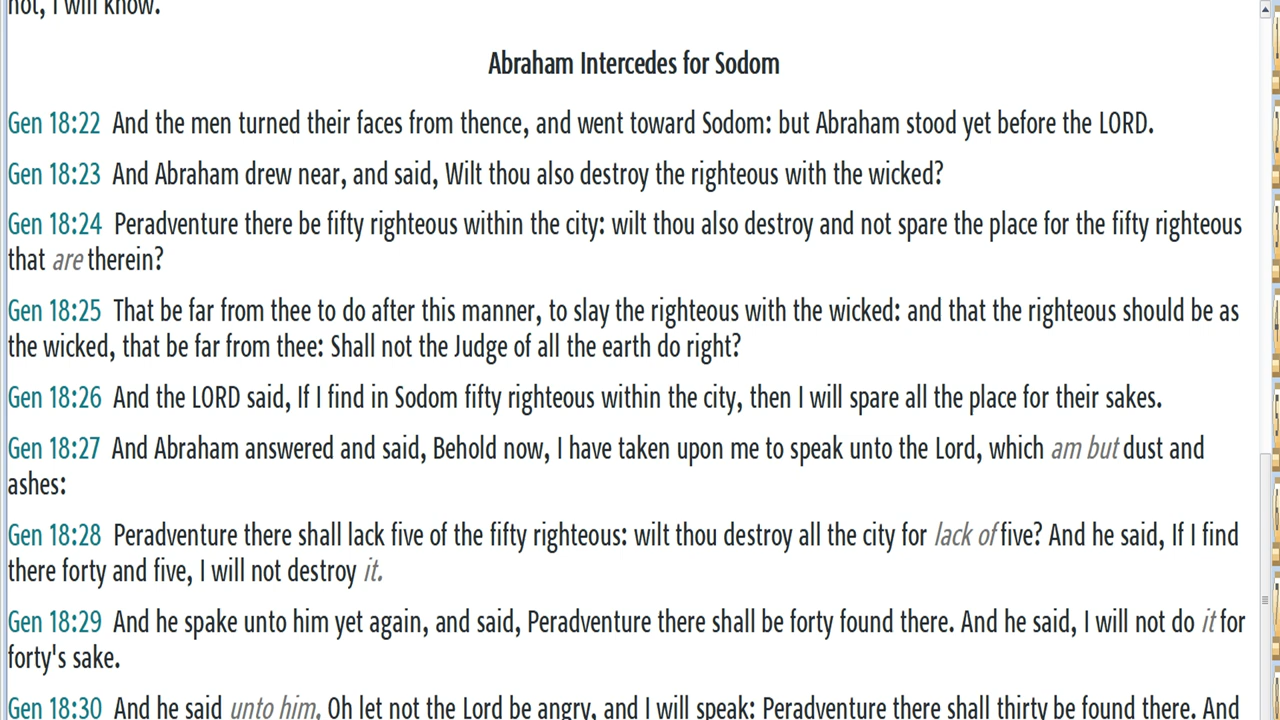 not, I will know.
Abraham Intercedes for Sodom
Gen 18:22 And the men turned their faces from thence, and went toward Sodom: but Abraham stood yet before the LORD.
Gen 18:23 And Abraham drew near, and said, Wilt thou also destroy the righteous with the wicked?
Gen 18:24 Peradventure there be fifty righteous within the city: wilt thou also destroy and not spare the place for the fifty righteous
that are therein?
Gen 18:25 That be far from thee to do after this manner, to slay the righteous with the wicked: and that the righteous should be as
the wicked, that be far from thee: Shall not the Judge of all the earth do right?
Gen 18:26 And the LORD said, If I find in Sodom fifty righteous within the city, then I will spare all the place for their sakes.
Gen 18:27 And Abraham answered and said, Behold now, I have taken upon me to speak unto the Lord, which am but dust and
ashes:
Gen 18:28 Peradventure there shall lack five of the fifty righteous: wilt thou destroy all the city for lack of five? And he said, If I find
there forty and five, I will not destroy it.
Gen 18:29 And he spake unto him yet again, and said, Peradventure there shall be forty found there. And he said, I will not do it for
forty's sake.
Gen 18:30 And he said unto him, Oh let not the Lord be angry, and I will speak: Peradventure there shall thirty be found there. And